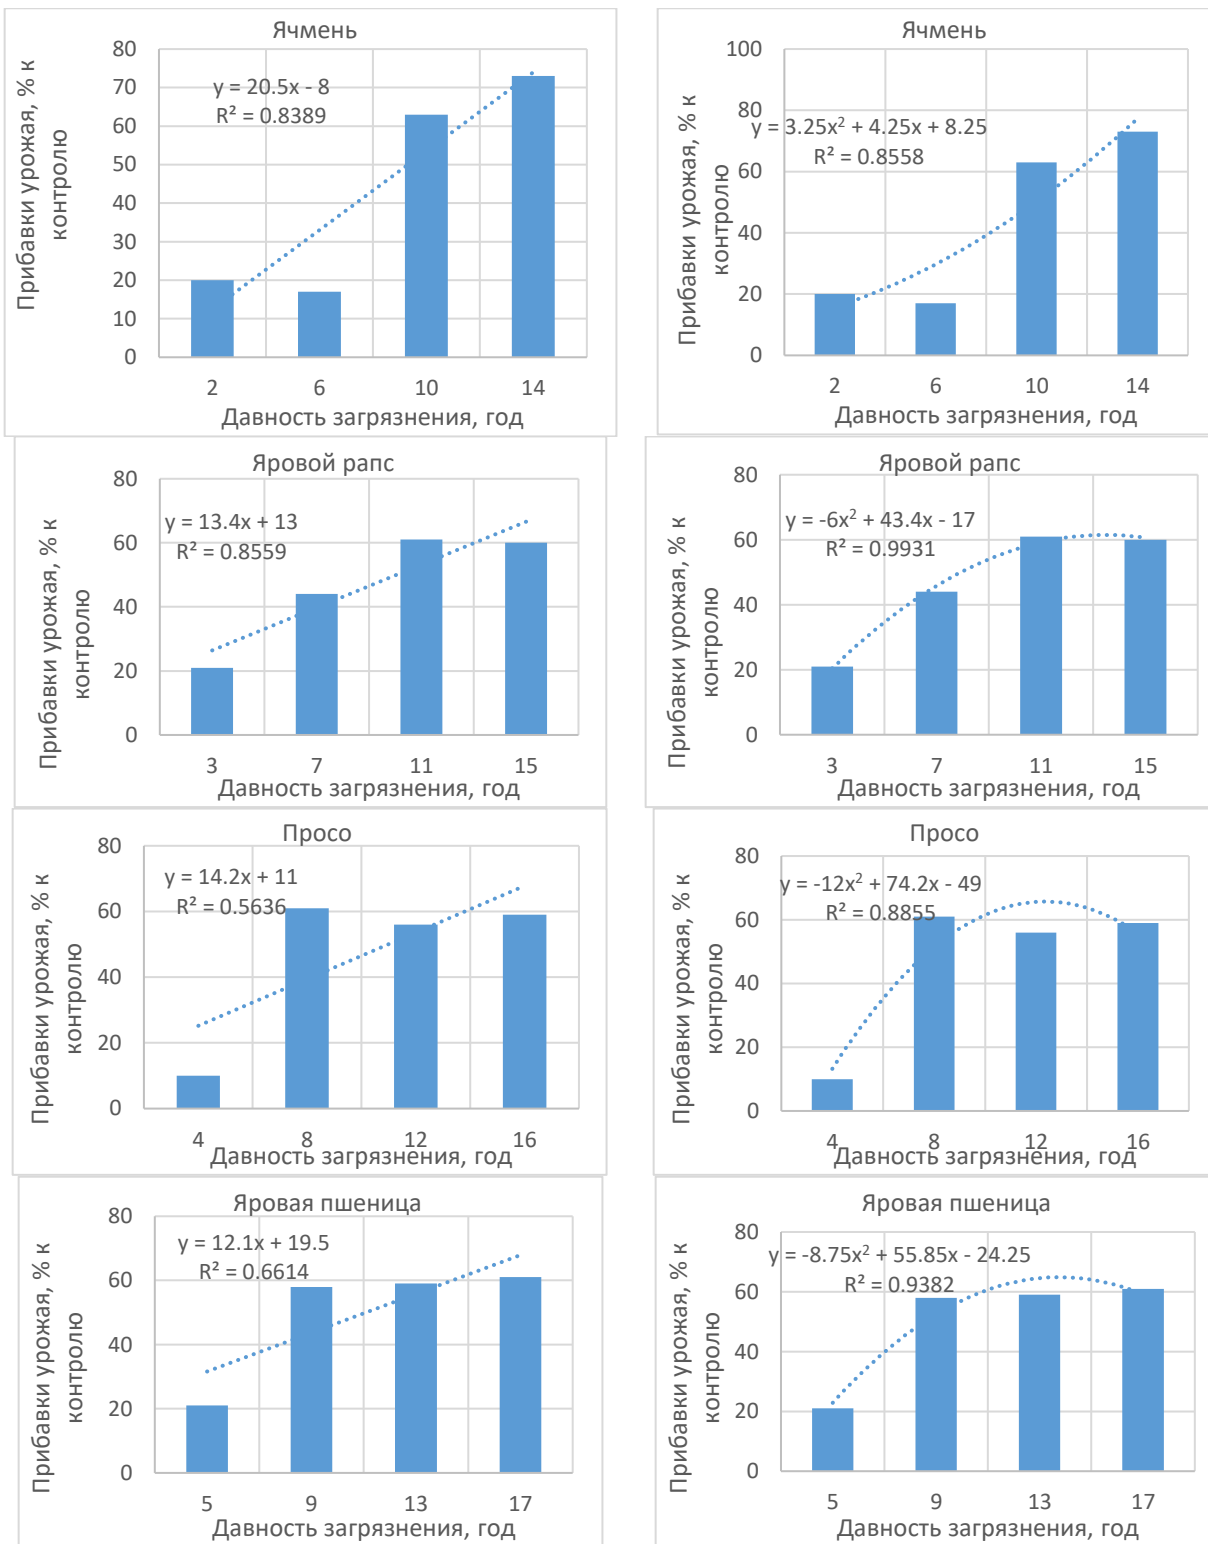 Ячмень
Прибавки урожая, % к
контролю
80
70
60
50
40
30
20
10
0
y = 20.5x - 8
R² = 0.8389
2 6 10 14
Давность загрязнения, год
Ячмень
Прибавки урожая, % к
контролю
100
80
60
40
20
0
y = 3.25x² + 4.25x + 8.25
R² = 0.8558
2 6 10 14
Давность загрязнения, год
Яровой рапс
Прибавки урожая, % к
контролю
80
60
40
20
0
y = 13.4x + 13
R² = 0.8559
3 7 11 15
Давность загрязнения, год
Яровой рапс
Прибавки урожая, % к
контролю
80
60
40
20
0
y = -6x² + 43.4x - 17
R² = 0.9931
3 7 11 15
Давность загрязнения, год
Просо
Прибавки урожая, % к
контролю
80
60
40
20
0
y = 14.2x + 11
R² = 0.5636
4 8 12 16
Давность загрязнения, год
Просо
Прибавки урожая, % к
контролю
80
60
40
20
0
y = -12x² + 74.2x - 49
R² = 0.8855
4 8 12 16
Давность загрязнения, год
Яровая пшеница
Прибавки урожая, % к
контролю
80
60
40
20
0
y = 12.1x + 19.5
R² = 0.6614
5 9 13 17
Давность загрязнения, год
Яровая пшеница
Прибавки урожая, % к
контролю
80
60
40
20
0
y = -8.75x² + 55.85x - 24.25
R² = 0.9382
5 9 13 17
Давность загрязнения, год